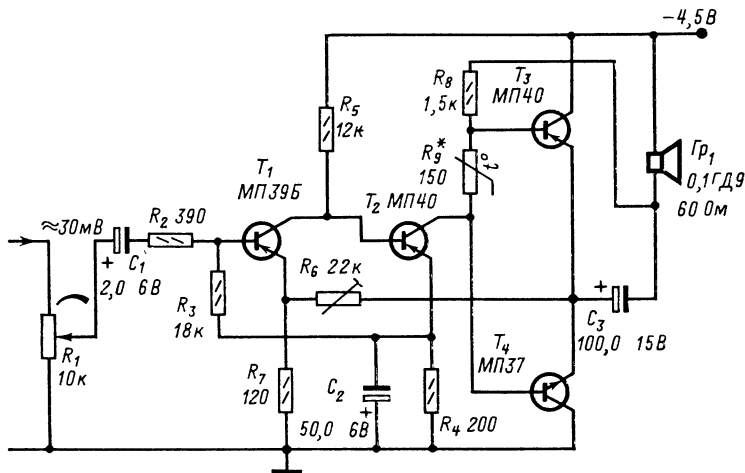 −4,5В
R₈
1,5к
T₃
МП40
R₅
12к
R₉*
150
t°
Гр₁
0,1ГД9
60 Ом
T₁
МП39Б
T₂ МП40
≈30мВ
R₂ 390
+
C₁
2,0 6В
R₆ 22к
R₃
18к
+
C₃
100,0 15В
R₁
10к
T₄
МП37
R₇
120
C₂
50,0
+
6В
R₄ 200